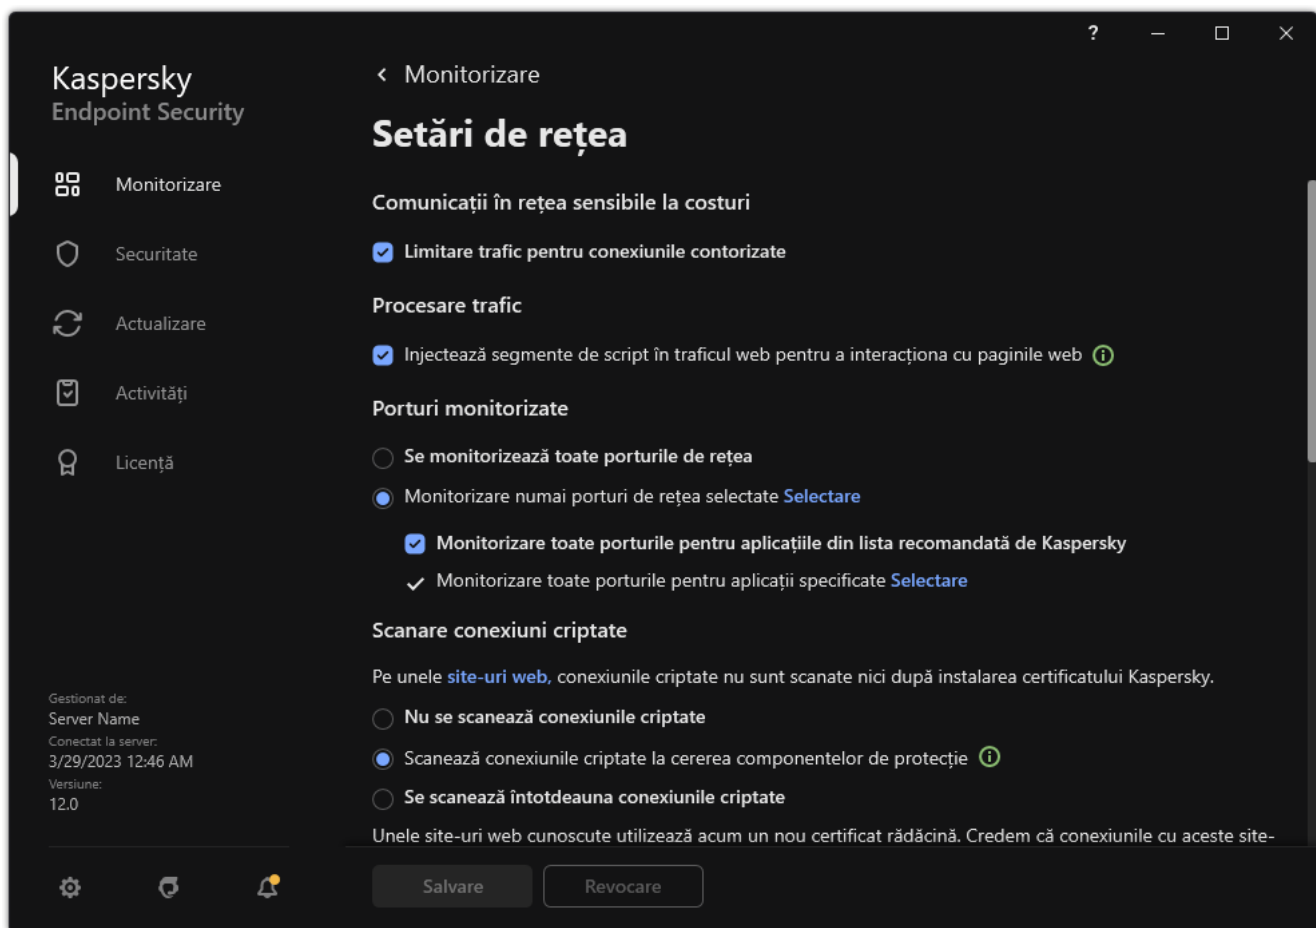 ?
Kaspersky
Endpoint Security
Monitorizare
Securitate
Actualizare
Activități
Licență
Gestionat de:
Server Name
Conectat la server:
3/29/2023 12:46 AM
Versiune:
12.0
Monitorizare
Setări de rețea
Comunicații în rețea sensibile la costuri
Limitare trafic pentru conexiunile contorizate
Procesare trafic
Injectează segmente de script în traficul web pentru a interacționa cu paginile web
Porturi monitorizate
Se monitorizează toate porturile de rețea
Monitorizare numai porturi de rețea selectate Selectare
Monitorizare toate porturile pentru aplicațiile din lista recomandată de Kaspersky
Monitorizare toate porturile pentru aplicații specificate Selectare
Scanare conexiuni criptate
Pe unele site-uri web, conexiunile criptate nu sunt scanate nici după instalarea certificatului Kaspersky.
Nu se scanează conexiunile criptate
Scanează conexiunile criptate la cererea componentelor de protecție
Se scanează întotdeauna conexiunile criptate
Unele site-uri web cunoscute utilizează acum un nou certificat rădăcină. Credem că conexiunile cu aceste site-
Salvare
Revocare